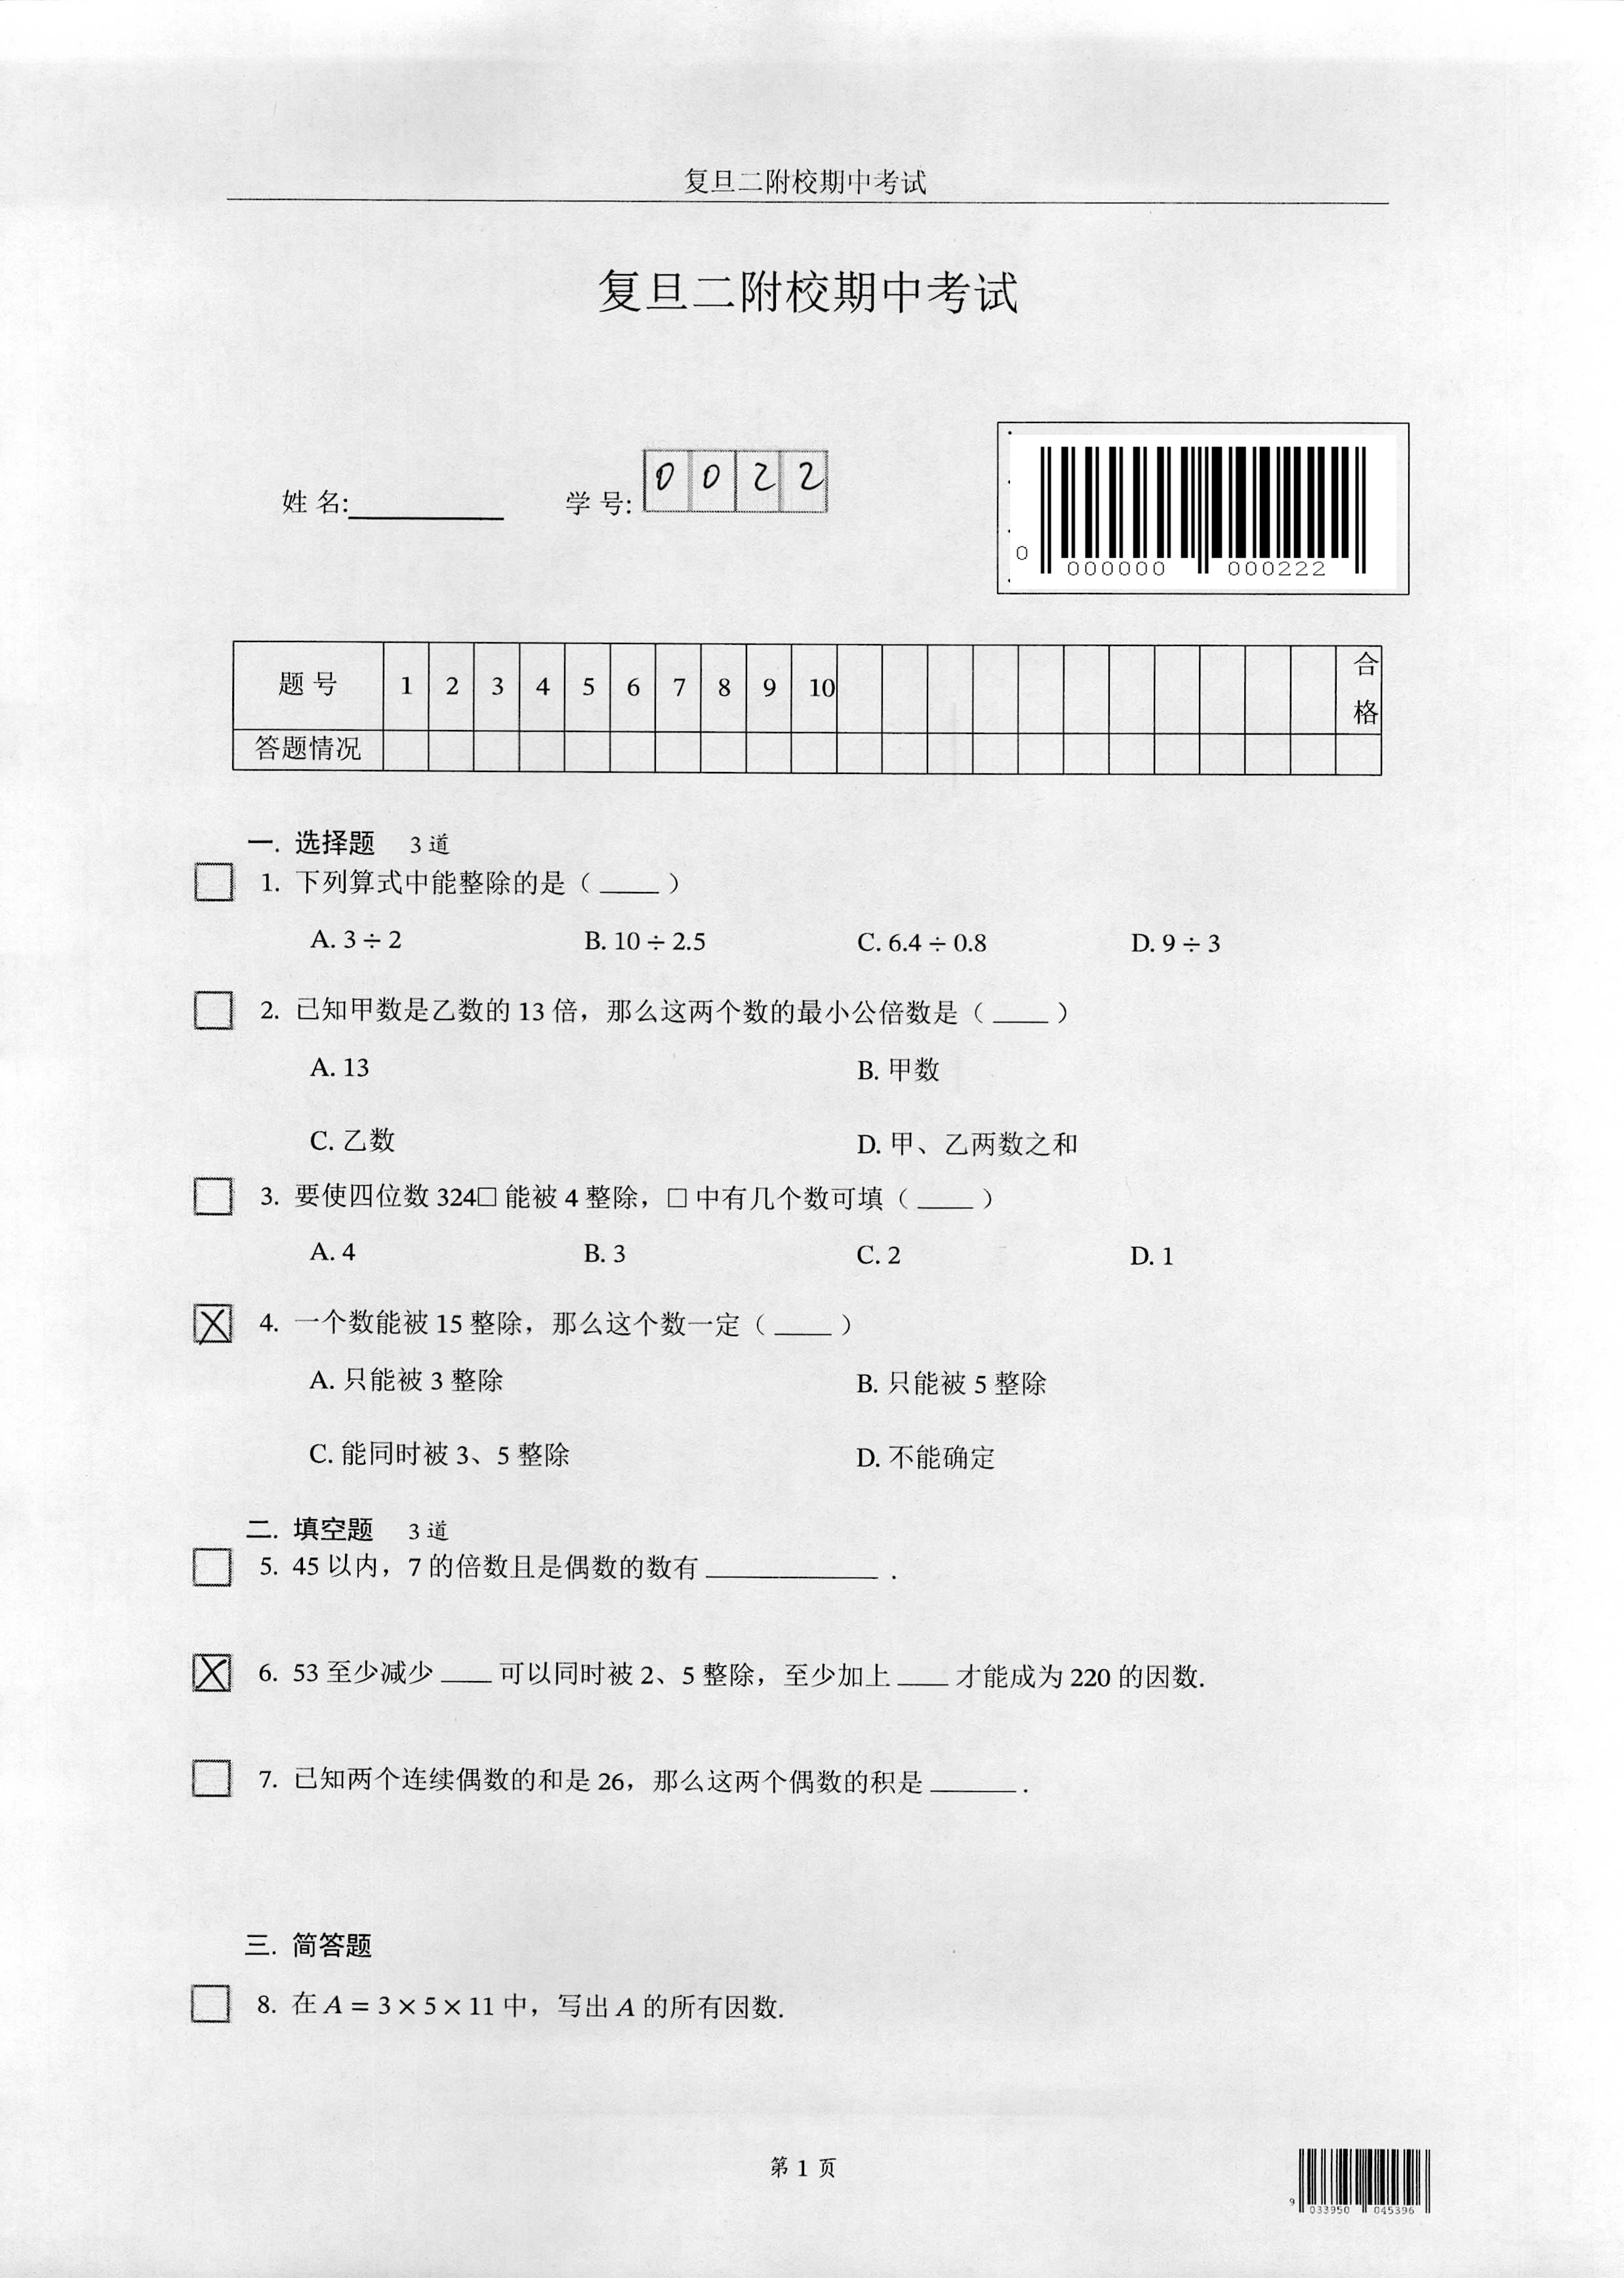 复旦二附校期中考试
复旦二附校期中考试
姓 名:________ 学 号: 0 0 2 2
0 000000 000222
题 号 1 2 3 4 5 6 7 8 9 10 合格
答题情况
一. 选择题 3 道
1. 下列算式中能整除的是（ ____ ）
A. 3 ÷ 2 B. 10 ÷ 2.5 C. 6.4 ÷ 0.8 D. 9 ÷ 3
2. 已知甲数是乙数的 13 倍，那么这两个数的最小公倍数是（ ____ ）
A. 13 B. 甲数
C. 乙数 D. 甲、乙两数之和
3. 要使四位数 324□ 能被 4 整除，□ 中有几个数可填（ ____ ）
A. 4 B. 3 C. 2 D. 1
X 4. 一个数能被 15 整除，那么这个数一定（ ____ ）
A. 只能被 3 整除 B. 只能被 5 整除
C. 能同时被 3、5 整除 D. 不能确定
二. 填空题 3 道
5. 45 以内，7 的倍数且是偶数的数有 ____________ .
X 6. 53 至少减少 ____ 可以同时被 2、5 整除，至少加上 ____ 才能成为 220 的因数.
7. 已知两个连续偶数的和是 26，那么这两个偶数的积是 ______ .
三. 简答题
8. 在 A = 3 × 5 × 11 中，写出 A 的所有因数.
第 1 页
9 033950 045396